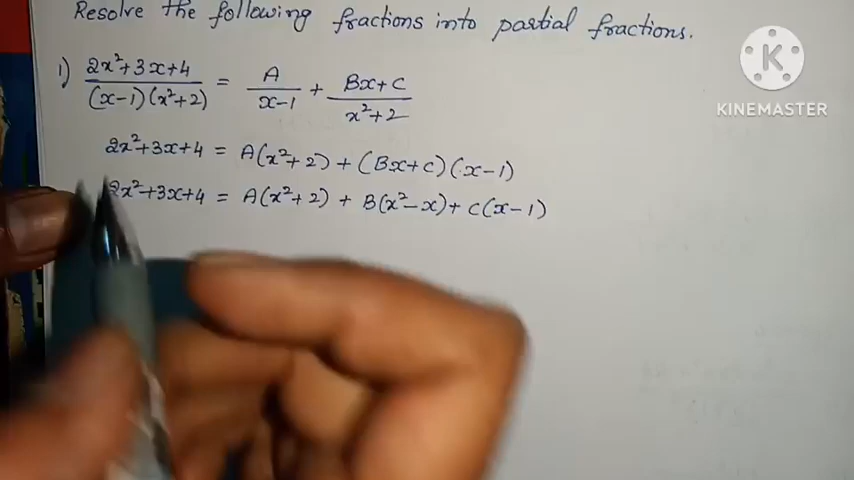 Resolve the following fractions into partial fractions.
1) 2x²+3x+4 / (x-1)(x²+2) = A / x-1 + Bx+C / x²+2
2x²+3x+4 = A(x²+2) + (Bx+C)(x-1)
2x²+3x+4 = A(x²+2) + B(x²-x) + C(x-1)
K
KINEMASTER